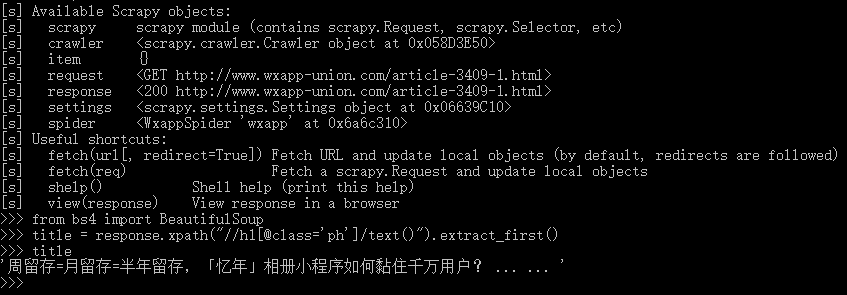 [s] Available Scrapy objects:
[s]   scrapy     scrapy module (contains scrapy.Request, scrapy.Selector, etc)
[s]   crawler    <scrapy.crawler.Crawler object at 0x058D3E50>
[s]   item       {}
[s]   request    <GET http://www.wxapp-union.com/article-3409-1.html>
[s]   response   <200 http://www.wxapp-union.com/article-3409-1.html>
[s]   settings   <scrapy.settings.Settings object at 0x06639C10>
[s]   spider     <WxappSpider 'wxapp' at 0x6a6c310>
[s] Useful shortcuts:
[s]   fetch(url[, redirect=True]) Fetch URL and update local objects (by default, redirects are followed)
[s]   fetch(req)                  Fetch a scrapy.Request and update local objects
[s]   shelp()           Shell help (print this help)
[s]   view(response)    View response in a browser
>>> from bs4 import BeautifulSoup
>>> title = response.xpath("//h1[@class='ph']/text()").extract_first()
>>> title
'周留存=月留存=半年留存，「忆年」相册小程序如何黏住千万用户？ ... ... '
>>>